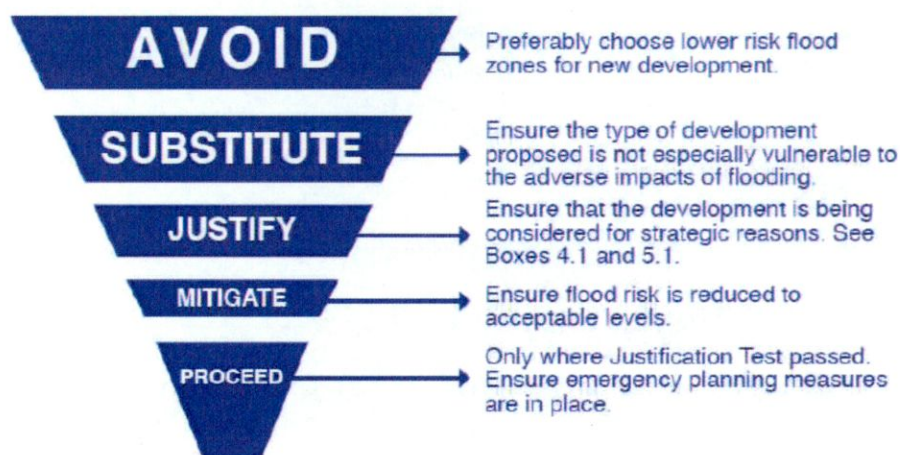 AVOID
Preferably choose lower risk flood
zones for new development.
SUBSTITUTE
Ensure the type of development
proposed is not especially vulnerable to
the adverse impacts of flooding.
JUSTIFY
Ensure that the development is being
considered for strategic reasons. See
Boxes 4.1 and 5.1.
MITIGATE
Ensure flood risk is reduced to
acceptable levels.
PROCEED
Only where Justification Test passed.
Ensure emergency planning measures
are in place.